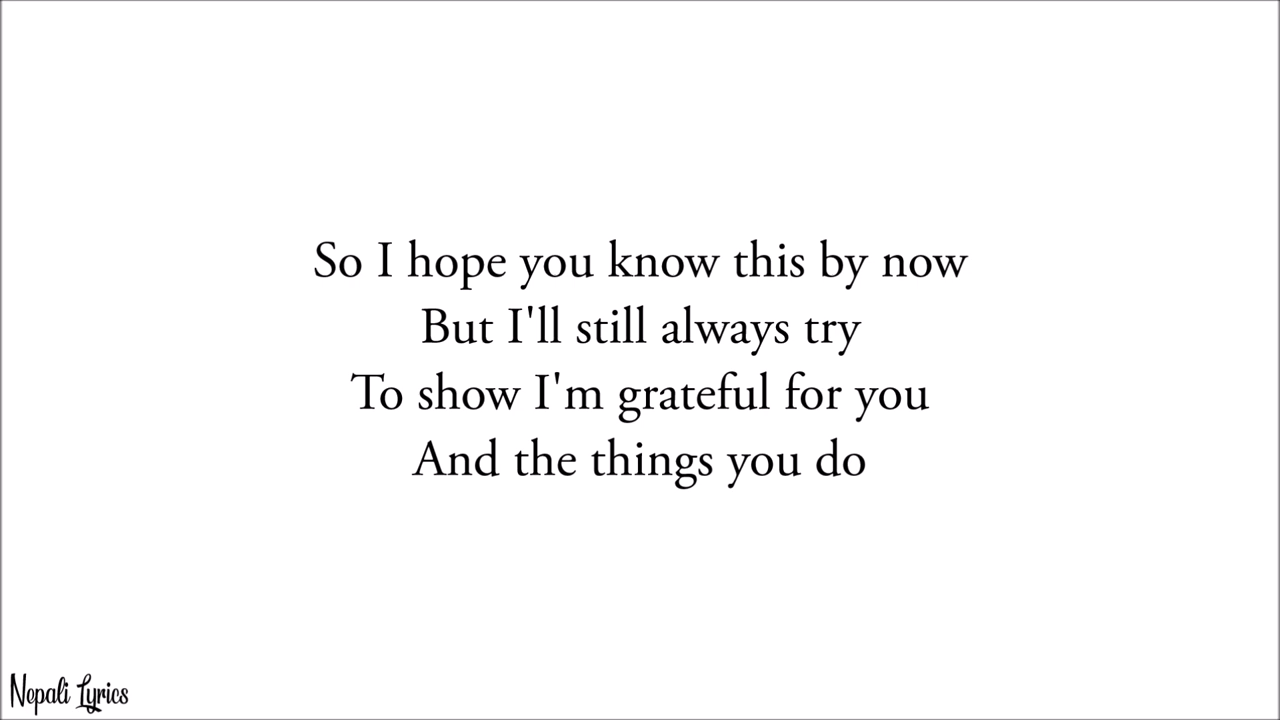 So I hope you know this by now
But I'll still always try
To show I'm grateful for you
And the things you do
Nepali Lyrics